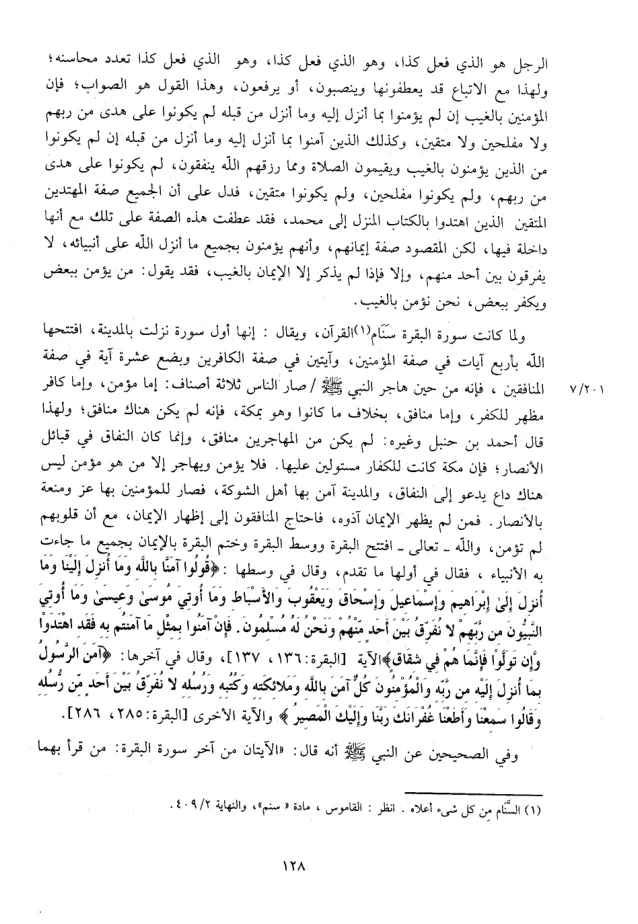 الرجل هو الذي فعل كذا، وهو الذي فعل كذا، وهو الذي فعل كذا تعدد محاسنه؛
ولهذا مع الاتباع قد يعطفونها وينصبون، أو يرفعون، وهذا القول هو الصواب؛ فإن
المؤمنين بالغيب إن لم يؤمنوا بما أنزل إليه وما أنزل من قبله لم يكونوا على هدى من ربهم
ولا مفلحين ولا متقين، وكذلك الذين آمنوا بما أنزل إليه وما أنزل من قبله إن لم يكونوا
من الذين يؤمنون بالغيب ويقيمون الصلاة ومما رزقهم الله ينفقون، لم يكونوا على هدى
من ربهم، ولم يكونوا مفلحين، ولم يكونوا متقين، فدل على أن الجميع صفة المهتدين
المتقين الذين اهتدوا بالكتاب المنزل إلى محمد، فقد عطفت هذه الصفة على تلك مع أنها
داخلة فيها، لكن المقصود صفة إيمانهم، وأنهم يؤمنون بجميع ما أنزل الله على أنبيائه، لا
يفرقون بين أحد منهم، وإلا فإذا لم يذكر إلا الإيمان بالغيب، فقد يقول: من يؤمن ببعض
ويكفر ببعض، نحن نؤمن بالغيب.
ولما كانت سورة البقرة سنَام(١)القرآن، ويقال : إنها أول سورة نزلت بالمدينة، افتتحها
الله بأربع آيات في صفة المؤمنين، وآيتين في صفة الكافرين وبضع عشرة آية في صفة
المنافقين ، فإنه من حين هاجر النبي ﷺ / صار الناس ثلاثة أصناف: إما مؤمن، وإما كافر
٧/٢٠١
مظهر للكفر، وإما منافق، بخلاف ما كانوا وهو بمكة، فإنه لم يكن هناك منافق؛ ولهذا
قال أحمد بن حنبل وغيره: لم يكن من المهاجرين منافق، وإنما كان النفاق في قبائل
الأنصار؛ فإن مكة كانت للكفار مستولين عليها. فلا يؤمن ويهاجر إلا من هو مؤمن ليس
هناك داع يدعو إلى النفاق، والمدينة آمن بها أهل الشوكة، فصار للمؤمنين بها عز ومنعة
بالأنصار. فمن لم يظهر الإيمان آذوه، فاحتاج المنافقون إلى إظهار الإيمان، مع أن قلوبهم
لم تؤمن، والله ـ تعالى ـ افتتح البقرة ووسط البقرة وختم البقرة بالإيمان بجميع ما جاءت
به الأنبياء ، فقال في أولها ما تقدم، وقال في وسطها :﴿قُولُوا آمَنَّا بِاللَّهِ وَمَا أُنزِلَ إِلَيْنَا وَمَا
أُنزِلَ إِلَىٰ إِبْرَاهِيمَ وَإِسْمَاعِيلَ وَإِسْحَاقَ وَيَعْقُوبَ وَالأَسْبَاطِ وَمَا أُوتِيَ مُوسَىٰ وَعِيسَىٰ وَمَا أُوتِيَ
النَّبِيُّونَ مِن رَّبِّهِمْ لا نُفَرِّقُ بَيْنَ أَحَدٍ مِّنْهُمْ وَنَحْنُ لَهُ مُسْلِمُونَ. فَإِنْ آمَنُوا بِمِثْلِ مَا آمَنتُم بِهِ فَقَدِ اهْتَدَوْا
وَّإِن تَوَلَّوْا فَإِنَّمَا هُمْ فِي شِقَاقٍ﴾الآية [البقرة:١٣٦، ١٣٧]، وقال في آخرها: ﴿آمَنَ الرَّسُولُ
بِمَا أُنزِلَ إِلَيْهِ مِن رَّبِّهِ وَالْمُؤْمِنُونَ كُلٌّ آمَنَ بِاللَّهِ وَمَلائِكَتِهِ وَكُتُبِهِ وَرُسُلِهِ لا نُفَرِّقُ بَيْنَ أَحَدٍ مِّن رُّسُلِهِ
وَقَالُوا سَمِعْنَا وَأَطَعْنَا غُفْرَانَكَ رَبَّنَا وَإِلَيْكَ الْمَصِيرُ ﴾ والآية الأخرى [البقرة: ٢٨٥، ٢٨٦].
وفي الصحيحين عن النبي ﷺ أنه قال: «الآيتان من آخر سورة البقرة: من قرأ بهما
(١) السَّنَام مِن كل شىء أعلاه . انظر : القاموس ، مادة « سنم»، والنهاية ٤٠٩/٢.
١٢٨